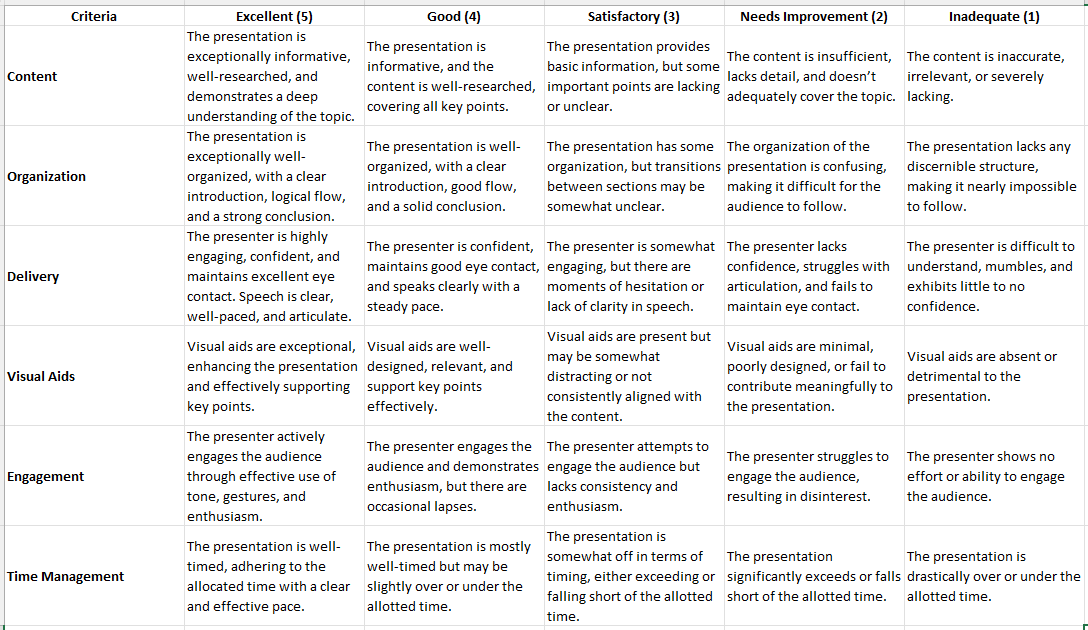 Criteria
Excellent (5)
Good (4)
Satisfactory (3)
Needs Improvement (2)
Inadequate (1)
Content
The presentation is
exceptionally informative,
well-researched, and
demonstrates a deep
understanding of the topic.
The presentation is
informative, and the
content is well-researched,
covering all key points.
The presentation provides
basic information, but some
important points are lacking
or unclear.
The content is insufficient,
lacks detail, and doesn’t
adequately cover the topic.
The content is inaccurate,
irrelevant, or severely
lacking.
Organization
The presentation is
exceptionally well-
organized, with a clear
introduction, logical flow,
and a strong conclusion.
The presentation is well-
organized, with a clear
introduction, good flow,
and a solid conclusion.
The presentation has some
organization, but transitions
between sections may be
somewhat unclear.
The organization of the
presentation is confusing,
making it difficult for the
audience to follow.
The presentation lacks any
discernible structure,
making it nearly impossible
to follow.
Delivery
The presenter is highly
engaging, confident, and
maintains excellent eye
contact. Speech is clear,
well-paced, and articulate.
The presenter is confident,
maintains good eye contact,
and speaks clearly with a
steady pace.
The presenter is somewhat
engaging, but there are
moments of hesitation or
lack of clarity in speech.
The presenter lacks
confidence, struggles with
articulation, and fails to
maintain eye contact.
The presenter is difficult to
understand, mumbles, and
exhibits little to no
confidence.
Visual Aids
Visual aids are exceptional,
enhancing the presentation
and effectively supporting
key points.
Visual aids are well-
designed, relevant, and
support key points
effectively.
Visual aids are present but
may be somewhat
distracting or not
consistently aligned with
the content.
Visual aids are minimal,
poorly designed, or fail to
contribute meaningfully to
the presentation.
Visual aids are absent or
detrimental to the
presentation.
Engagement
The presenter actively
engages the audience
through effective use of
tone, gestures, and
enthusiasm.
The presenter engages the
audience and demonstrates
enthusiasm, but there are
occasional lapses.
The presenter attempts to
engage the audience but
lacks consistency and
enthusiasm.
The presenter struggles to
engage the audience,
resulting in disinterest.
The presenter shows no
effort or ability to engage
the audience.
Time Management
The presentation is well-
timed, adhering to the
allocated time with a clear
and effective pace.
The presentation is mostly
well-timed but may be
slightly over or under the
allotted time.
The presentation is
somewhat off in terms of
timing, either exceeding or
falling short of the allotted
time.
The presentation
significantly exceeds or falls
short of the allotted time.
The presentation is
drastically over or under the
allotted time.